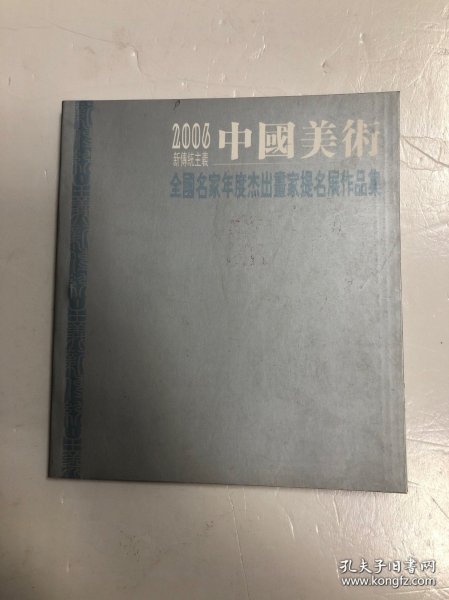 2006 中國美術
新傳統主義
全國名家年度杰出畫家提名展作品集
孔夫子旧书网
www.kongfz.com